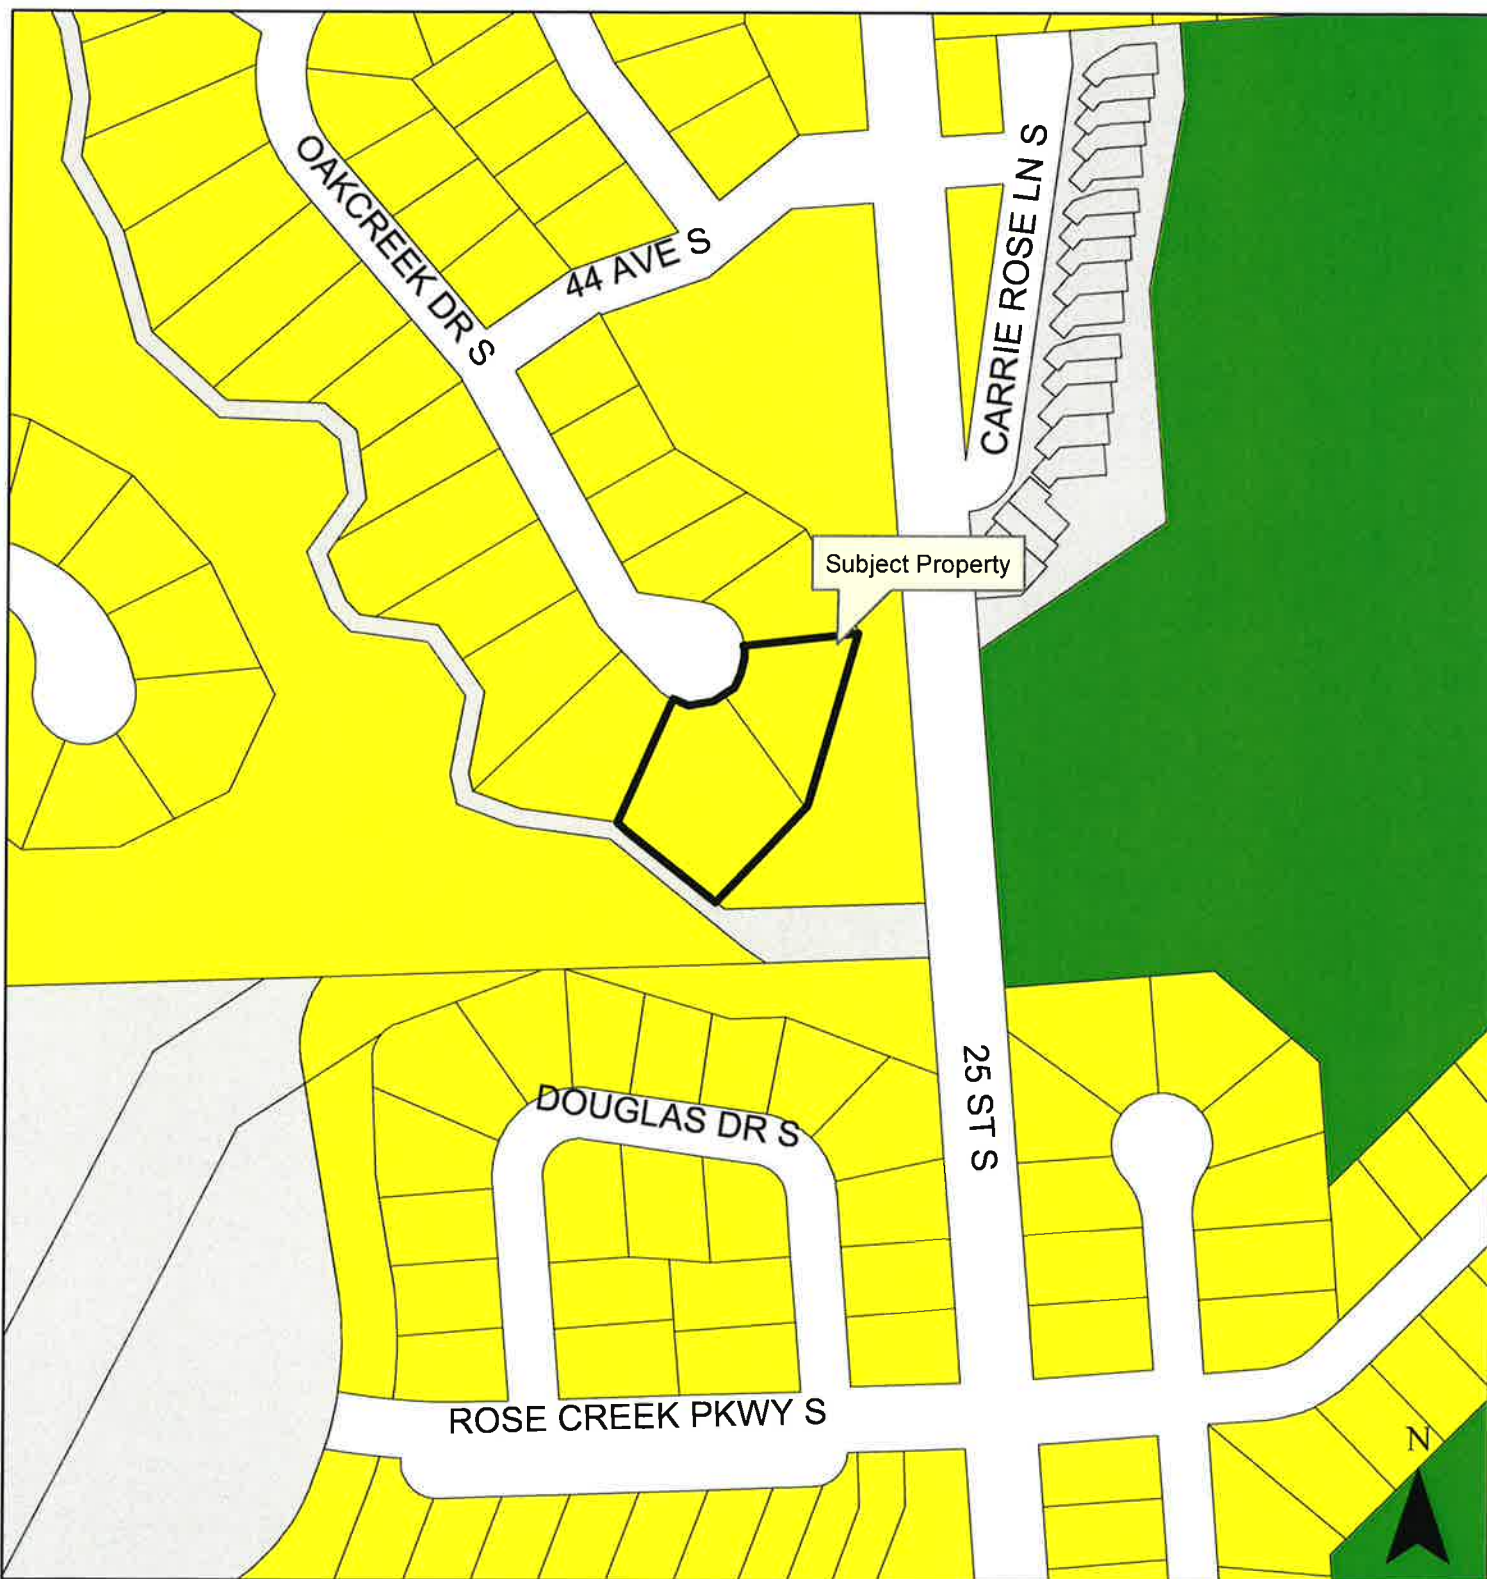 OAKCREEK DR S
44 AVE S
CARRIE ROSE LN S
Subject Property
25 ST S
DOUGLAS DR S
ROSE CREEK PKWY S
N